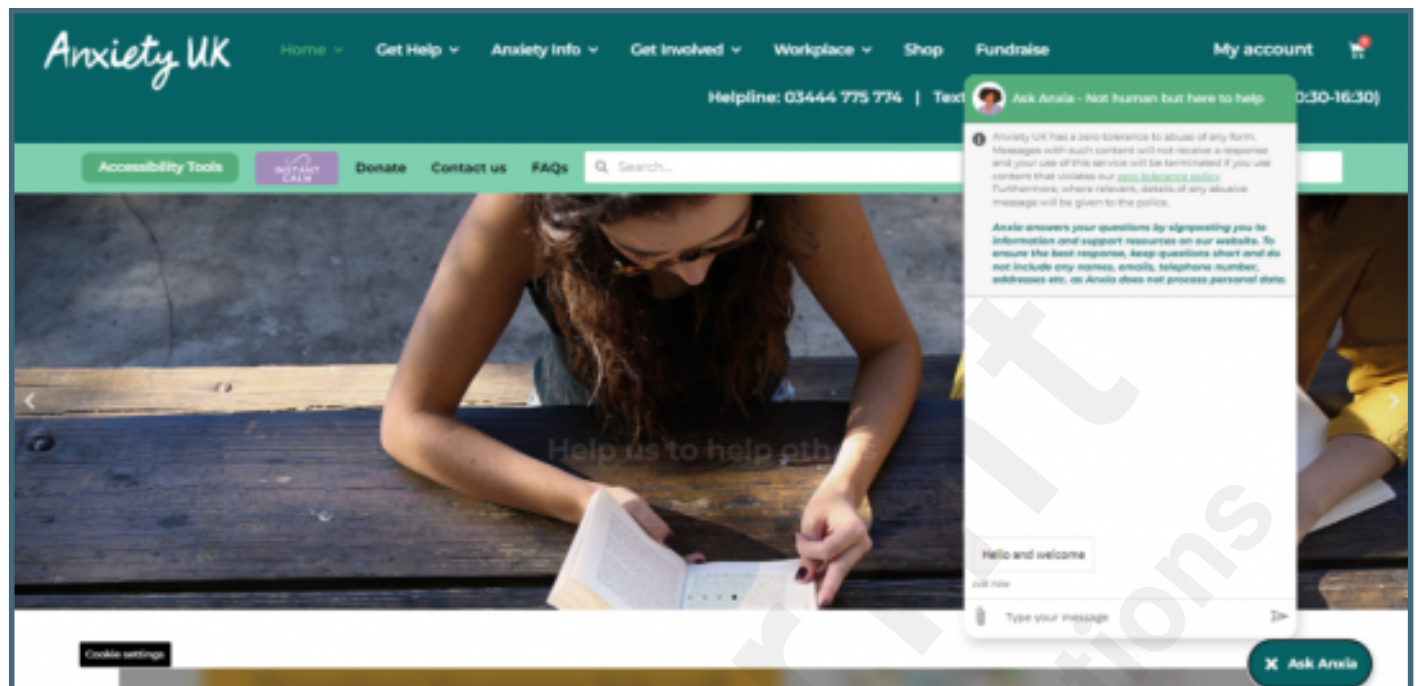 Anxiety UK
Home Get Help Anxiety Info Get Involved Workplace Shop Fundraise My account
Helpline: 03444 775 774 | Text 0:30-16:30)
Accessibility Tools INSTANT CALM Donate Contact us FAQs Search...
Ask Anxia - Not human but here to help
Anxiety UK has a zero tolerance to abuse of any form.
Messages with such content will not receive a response
and your use of this service will be terminated if you use
content that violates our zero tolerance policy.
Furthermore, where relevant, details of any abusive
message will be given to the police.
Anxia answers your questions by signposting you to
information and support resources on our website. To
ensure the best response, keep questions short and do
not include any names, emails, telephone number,
addresses etc. as Anxia does not process personal data.
Help us to help others
Hello and welcome
Just now
Type your message
Cookie settings
Ask Anxia